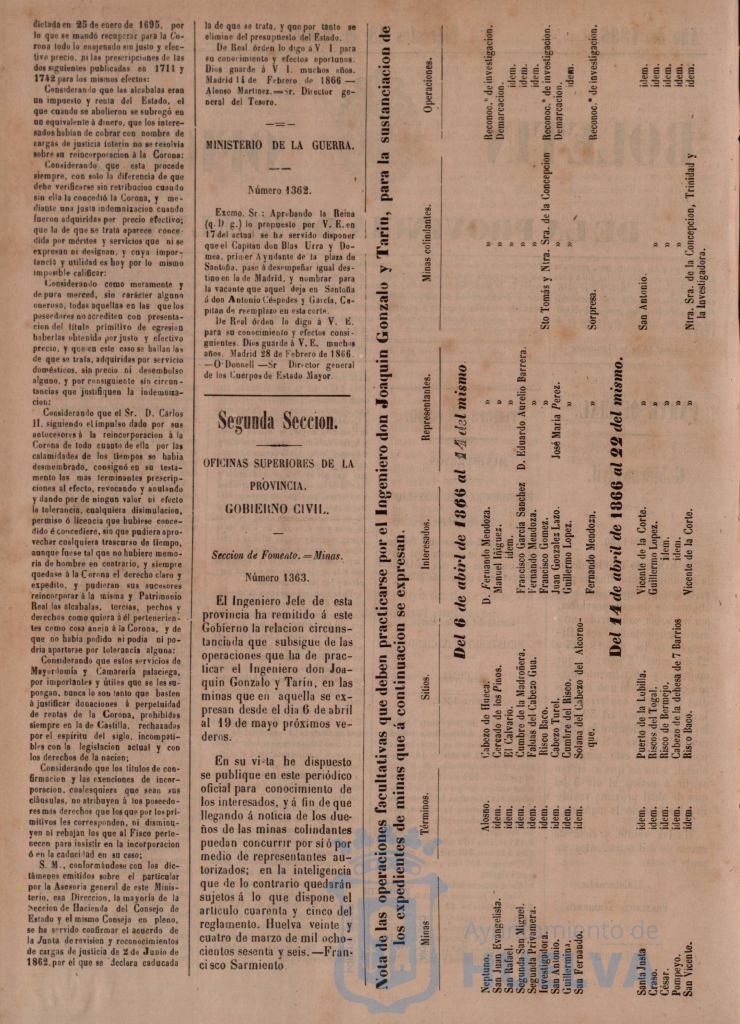 dictada en 25 de enero de 1695, por
lo que se mandó recuperar para la Co-
rona todo lo enajenado sin justo y efec-
tivo precio, ni las prescripciones de las
dos siguientes publicadas en 1711 y
1742 para los mismos efectos:
Considerando que las alcabalas eran
un impuesto y renta del Estado, el
que cuando se abolieron se subrogó en
un equivalente á dinero, que los intere-
sados habian de cobrar con nombre de
cargas de justicia ínterin no se resolvia
sobre su reincorporacion á la Corona:
Considerando que esta procede
siempre, con solo la diferencia de que
debe verificarse sin retribucion cuando
sin ella la concedió la Corona, y me-
diante una justa indemnizacion cuando
fueron adquiridas por precio efectivo;
que la de que se trata aparece conce-
dida por méritos y servicios que ni se
expresan ni designan, y cuya impor-
tancia y utilidad es hoy por lo mismo
imposible calificar:
Considerando como meramente y
de pura merced, sin carácter alguno
oneroso, todas aquellas en las que los
poseedores no acrediten con presenta-
cion del título primitivo de egresion
haberlas obtenido por justo y efectivo
precio, y que en este caso se hallan las
de que se trata, adquiridas por servicio
domésticos, sin precio ni desembolso
alguno, y por consiguiente sin circuns-
tancias que justifiquen la indemniza-
cion:
Considerando que el Sr. D. Cárlos
II, siguiendo el impulso dado por sus
antecesores á la reincorporacion á la
Corona de todo cuanto de ella por las
calamidades de los tiempos se habia
desmembrado, consignó en su testa-
mento las mas terminantes prescripcio-
nes al efecto, revocando y anulando
y dando por de ningun valor ni efecto
la tolerancia, cualquiera disimulacion,
permiso ó licencia que hubiese conce-
dido ó concediere, sin que pudiera apro-
vechar cualquiera trascurso de tiempo,
aunque fuese tal que no hubiere memo-
ria de hombre en contrario, y siempre
quedase á la Corona el derecho claro y
expedito, y pudieran sus sucesores
reincorporar á la misma y Patrimonio
Real las alcabalas, tercias, pechos y
derechos como quiera á él pertenecien-
tes como cosa aneja á la Corona, y de
que no habia podido ni podia ni po-
dria apartarse por tolerancia alguna:
Considerando que estos servicios de
Mayordomía y Camarería palaciega,
por importantes y útiles que se les su-
pongan, nunca lo son tanto que basten
á justificar donaciones á perpetuidad
de rentas de la Corona, prohibidas
siempre en la de Castilla, rechazadas
por el espíritu del siglo, incompati-
bles con la legislacion actual y con
los derechos de la nacion;
Considerando que los títulos de con-
firmacion y las exenciones de incor-
poracion, cualesquiera que sean sus
cláusulas, no atribuyen á los poseedo-
res mas derechos que los que por los pri-
mitivos les corresponden, ni disminu-
yen ni rebajan los que al Fisco pertene-
cen para insistir en la incorporacion
ó en la caducidad en su caso;
S. M., conformándose con los dic-
támenes emitidos sobre el particular
por la Asesoria general de este Minis-
terio, esa Direccion, la mayoría de la
Seccion de Hacienda del Consejo de
Estado y el mismo Consejo en pleno,
se ha servido confirmar el acuerdo de
la Junta de revision y reconocimientos
de cargas de justicia de 2 de Junio de
1862, por el que se declara caducada
la de que se trata, y que por tanto se
elimine del presupuesto del Estado.
De Real órden lo digo á V. I. para
su conocimiento y efectos oportunos.
Dios guarde á V I. muchos años.
Madrid 14 de Febrero de 1866.—
Alonso Martinez.=Sr. Director ge-
neral del Tesoro.
MINISTERIO DE LA GUERRA.
Número 1362.
Excmo. Sr.: Aprobando la Reina
(q. D g.) lo propuesto por V. E. en
17 del actual se ha servido disponer
que el Capitan don Blas Urra y Do-
mea, primer Ayudante de la plaza de
Santoña, pase á desempeñar igual des-
tino en la de Madrid, y nombrar para
la vacante que aquel deja en Santoña
á don Antonio Céspedes y García, Ca-
pitan de reemplazo en esta corte.
De Real órden lo digo á V. E.
para su conocimiento y efectos consi-
guientes. Dios guarde á V.E. muchos
años. Madrid 28 de Febrero de 1866.
—O'Donnell—Sr Director general
de los Cuerpos de Estado Mayor.
Segunda Seccion.
OFICINAS SUPERIORES DE LA
PROVINCIA.
GOBIERNO CIVIL.
Seccion de Fomento.=Minas.
Número 1363.
El Ingeniero Jefe de esta
provincia ha remitido á este
Gobierno la relacion circuns-
tanciada que subsigue de las
operaciones que ha de prac-
ticar el Ingeniero don Joa-
quin Gonzalo y Tarin, en las
minas que en aquella se ex-
presan desde el dia 6 de abril
al 19 de mayo próximos ve-
deros.
En su vista he dispuesto
se publique en este periódico
oficial para conocimiento de
los interesados, y á fin de que
llegando á noticia de los due-
ños de las minas colindantes
puedan concurrir por sí ó por
medio de representantes au-
torizados; en la inteligencia
que de lo contrario quedarán
sujetos á lo que dispone el
artículo cuarenta y cinco del
reglamento. Huelva veinte y
cuatro de marzo de mil ocho-
cientos sesenta y seis.—Fran-
cisco Sarmiento
Nota de las operaciones facultativas que deben practicarse por el Ingeniero don Joaquin Gonzalo y Tarin, para la sustanciacion de
los expedientes de minas que á continuacion se expresan.
Minas Términos. Sitios. Interesados. Representantes. Minas colindantes. Operaciones.
Del 6 de abirl de 1866 al 14 del mismo
Neptuno. Alosno. Cabezo de Hueca. D. Fernando Mendoza. » » Reconoc.º de investigacion.
San Juan Evangelista. idem. Cercado de los Pinos. Manuel Iñiguez. » » Demarcacion.
San Rafael. idem. El Calvario. idem. » » idem.
Segunda San Miguel. idem. Cumbre de la Madroñera. Francisco Garcia Sanchez D. Eduardo Aurelio Barrera. » idem.
Segunda Privanera. idem. Faldas del Cabezo Gua. Fernando Mendoza. » » idem.
Investigadora. idem. Risco Baco. Francisco Gomez. » Sto Tomás y Ntra. Sra. de la Concepcion Reconoc.º de investigacion.
San Antonio. idem. Cabezo Turel. Juan Gonzalez Lazo. José Maria Perez. » Demarcacion.
Guillermina. idem. Cumbre del Risco. Guillermo Lopez. » » idem.
San Fernando. idem. Solana del Cabezo del Alcorno-
que. Fernando Mendoza. » Sorpresa. Reconoc.º de investigacion.
Del 14 de abril de 1866 al 22 del mismo.
Santa Justa idem. Puerto de la Lobilla. Vicente de la Corte. » San Antonio. idem.
Craso. idem. Riscos del Togal. Guillermo Lopez. » » idem.
César. idem. Risco de Bermejo. idem. » » idem.
Pompeyo. idem. Cabezo de la dehesa de 7 Barrios idem. » » idem.
San Vicente. idem. Risco Baco. Vicente de la Corte. » Ntra. Sra. de la Concepcion, Trinidad y
la Investigadora. idem.
Ayuntamiento de
HUELVA